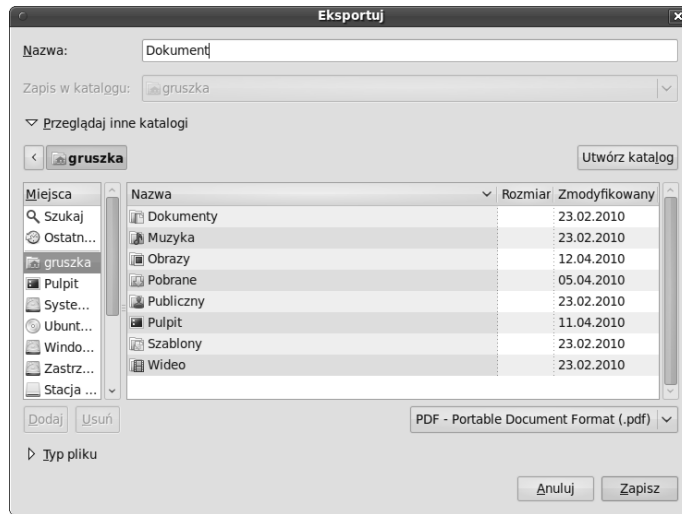 Eksportuj
Nazwa: Dokument
Zapis w katalogu: gruszka
Przeglądaj inne katalogi
gruszka Utwórz katalog
Miejsca Nazwa Rozmiar Zmodyfikowany
Szukaj Dokumenty 23.02.2010
Ostatn... Muzyka 23.02.2010
gruszka Obrazy 12.04.2010
Pulpit Pobrane 05.04.2010
Syste... Publiczny 23.02.2010
Ubunt... Pulpit 11.04.2010
Windo... Szablony 23.02.2010
Zastrz... Wideo 23.02.2010
Stacja ...
Dodaj Usuń PDF - Portable Document Format (.pdf)
Typ pliku
Anuluj Zapisz